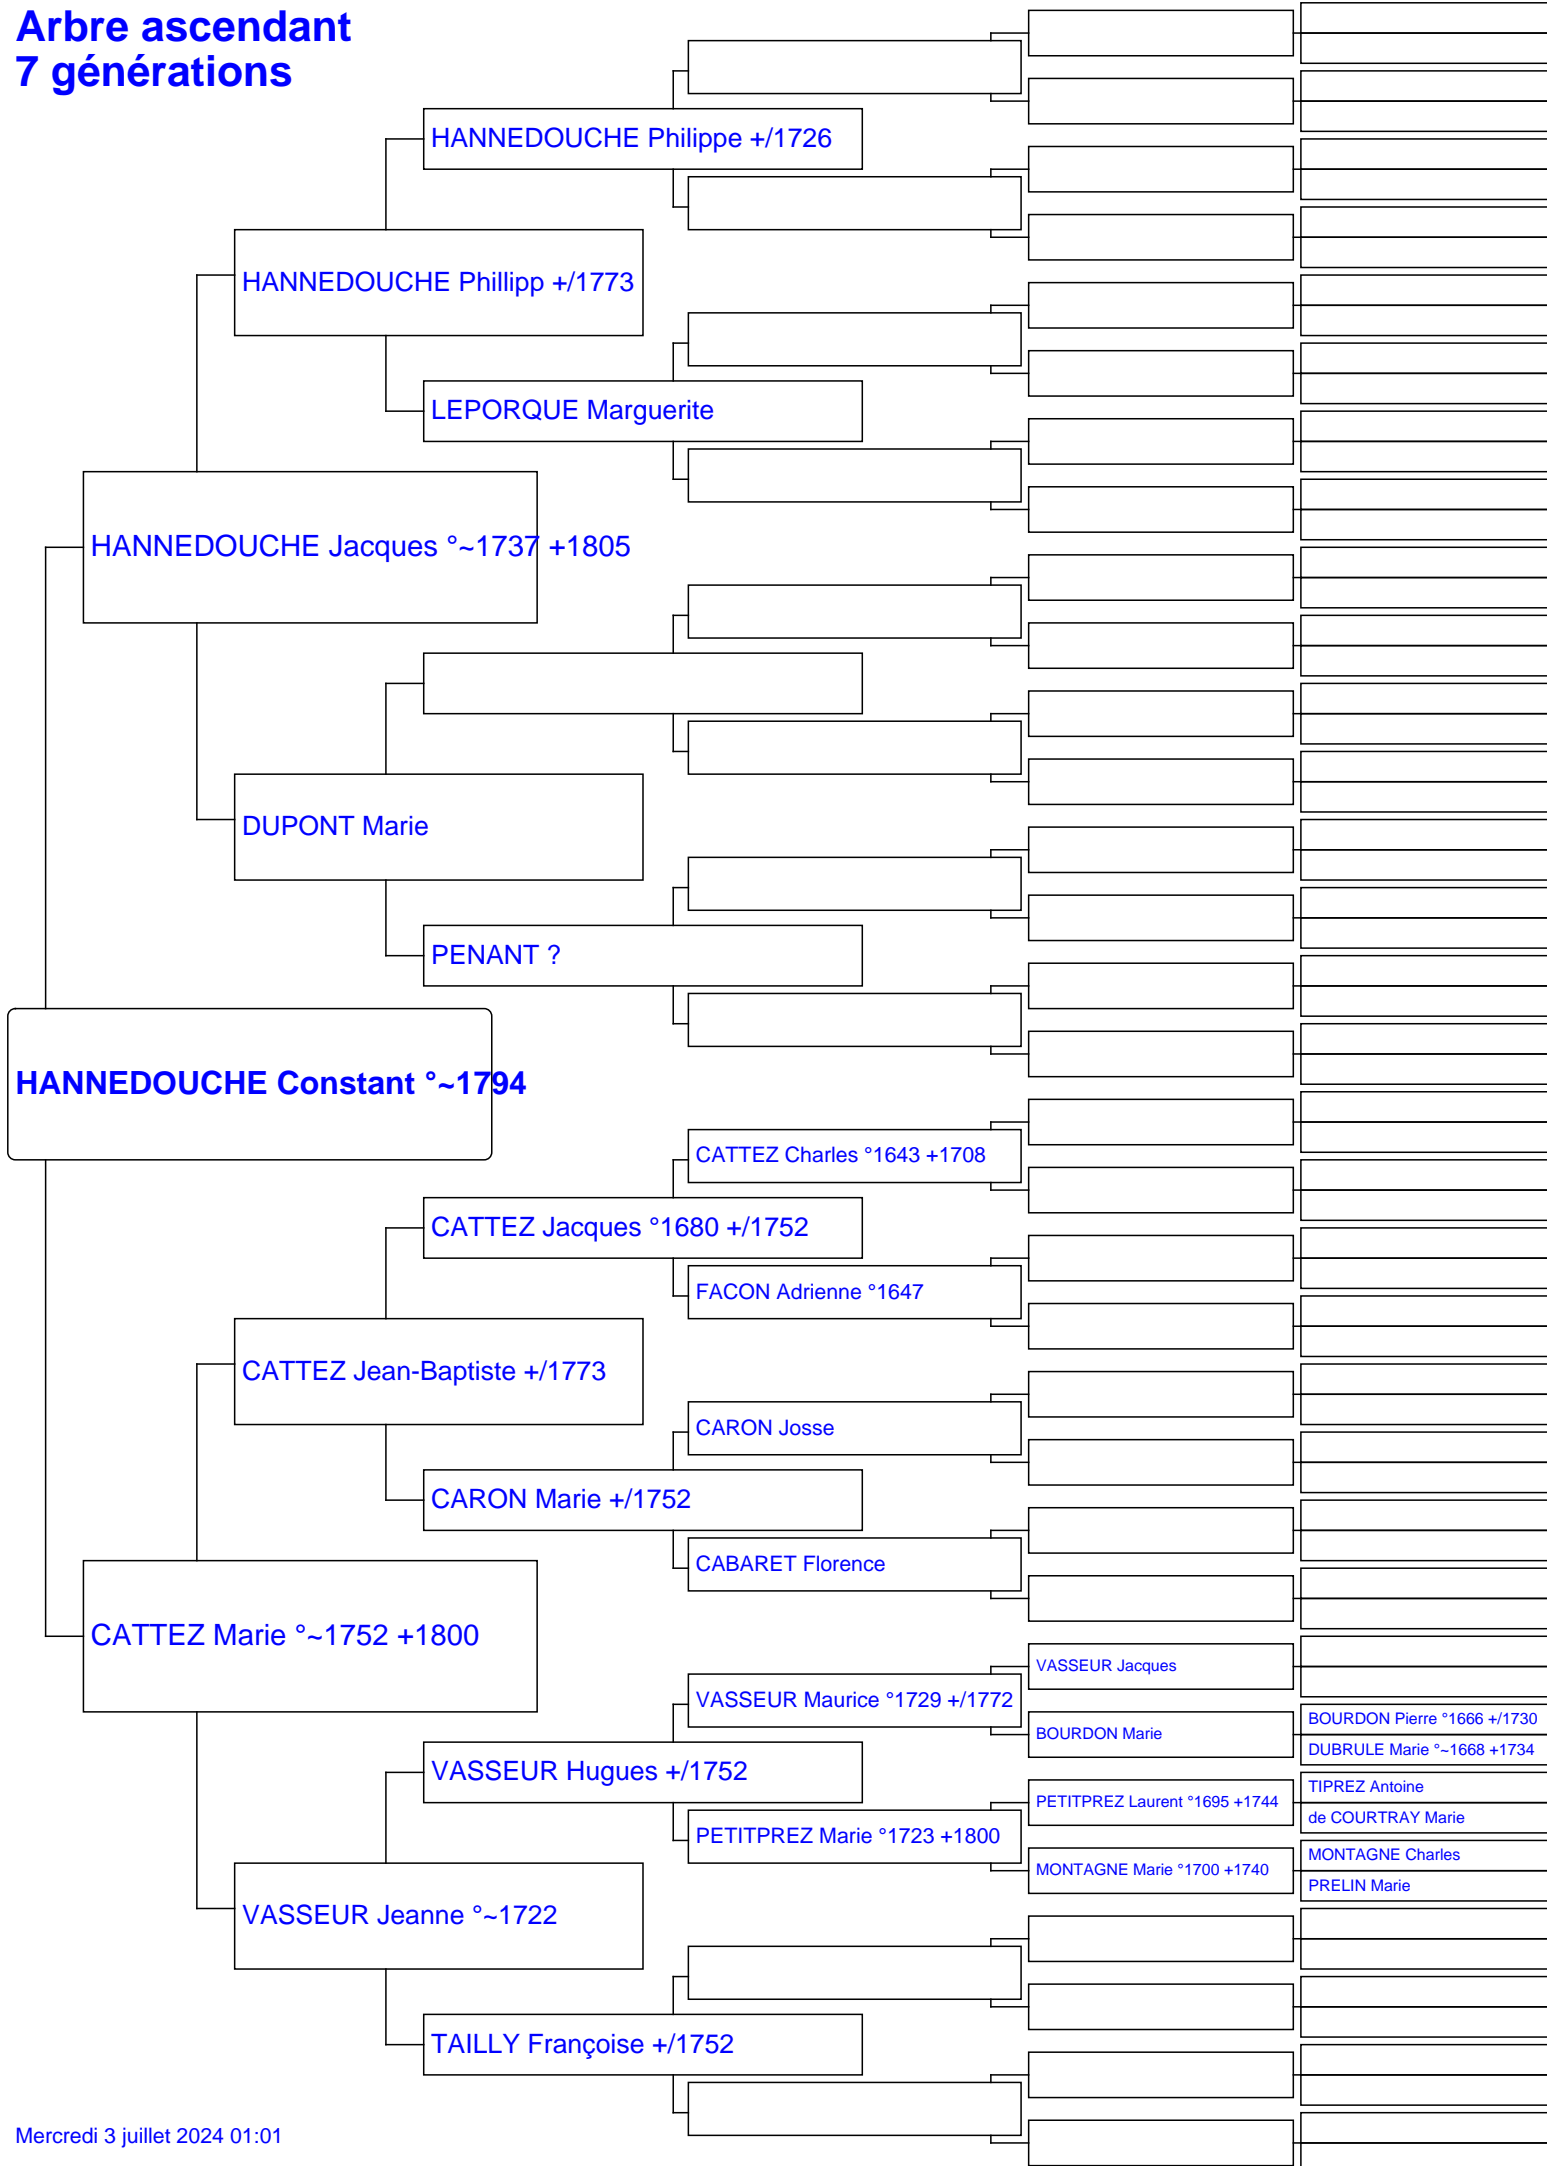 Arbre ascendant
7 générations
HANNEDOUCHE Philippe +/1726
HANNEDOUCHE Phillipp +/1773
LEPORQUE Marguerite
HANNEDOUCHE Jacques °~1737 +1805
DUPONT Marie
PENANT ?
HANNEDOUCHE Constant °~1794
CATTEZ Charles °1643 +1708
CATTEZ Jacques °1680 +/1752
FACON Adrienne °1647
CATTEZ Jean-Baptiste +/1773
CARON Josse
CARON Marie +/1752
CABARET Florence
CATTEZ Marie °~1752 +1800
VASSEUR Jacques
VASSEUR Maurice °1729 +/1772
BOURDON Pierre °1666 +/1730
BOURDON Marie
DUBRULE Marie °~1668 +1734
VASSEUR Hugues +/1752
TIPREZ Antoine
PETITPREZ Laurent °1695 +1744
de COURTRAY Marie
PETITPREZ Marie °1723 +1800
MONTAGNE Charles
MONTAGNE Marie °1700 +1740
PRELIN Marie
VASSEUR Jeanne °~1722
TAILLY Françoise +/1752
Mercredi 3 juillet 2024 01:01